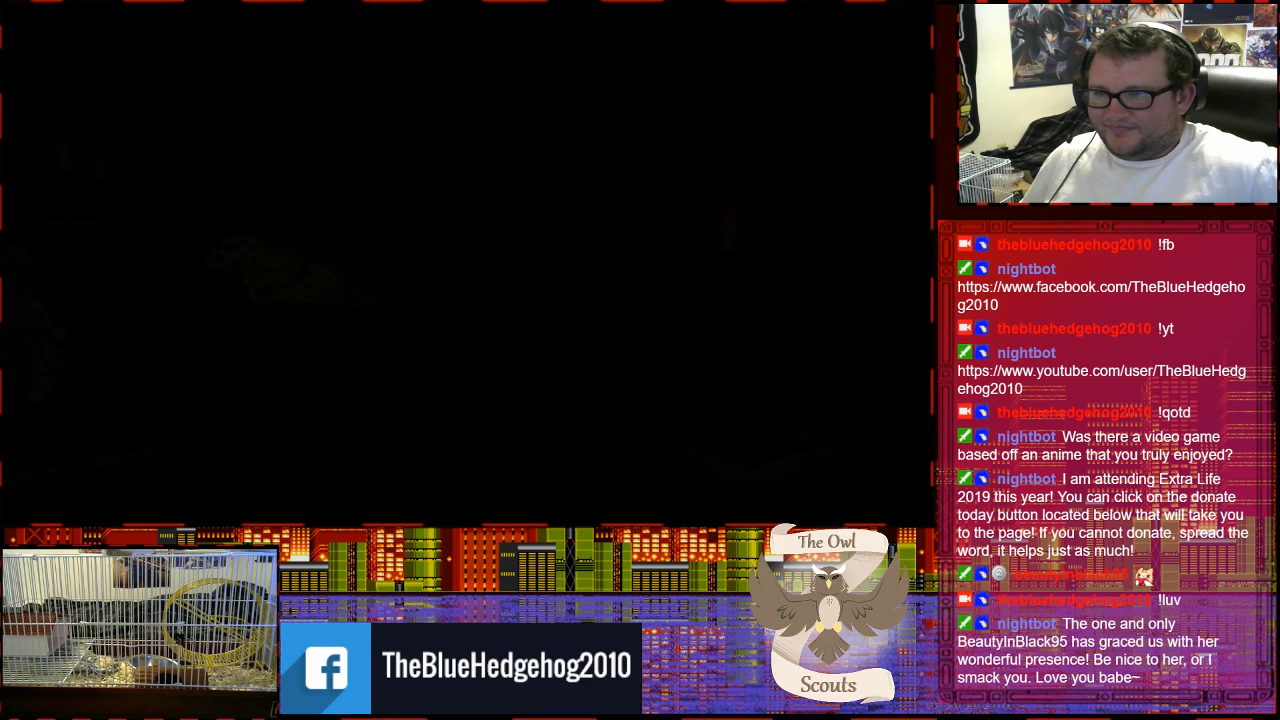 thebluehedgehog2010 !fb
nightbot
https://www.facebook.com/TheBlueHedgeho
g2010
thebluehedgehog2010 !yt
nightbot
https://www.youtube.com/user/TheBlueHedg
ehog2010
thebluehedgehog2010 !qotd
nightbot Was there a video game
based off an anime that you truly enjoyed?
nightbot I am attending Extra Life
2019 this year! You can click on the donate
today button located below that will take you
to the page! If you cannot donate, spread the
word, it helps just as much!
beautyinblack95
thebluehedgehog2010 !luv
nightbot The one and only
BeautyInBlack95 has graced us with her
wonderful presence! Be nice to her, or I
smack you. Love you babe~
The Owl
Scouts
f TheBlueHedgehog2010